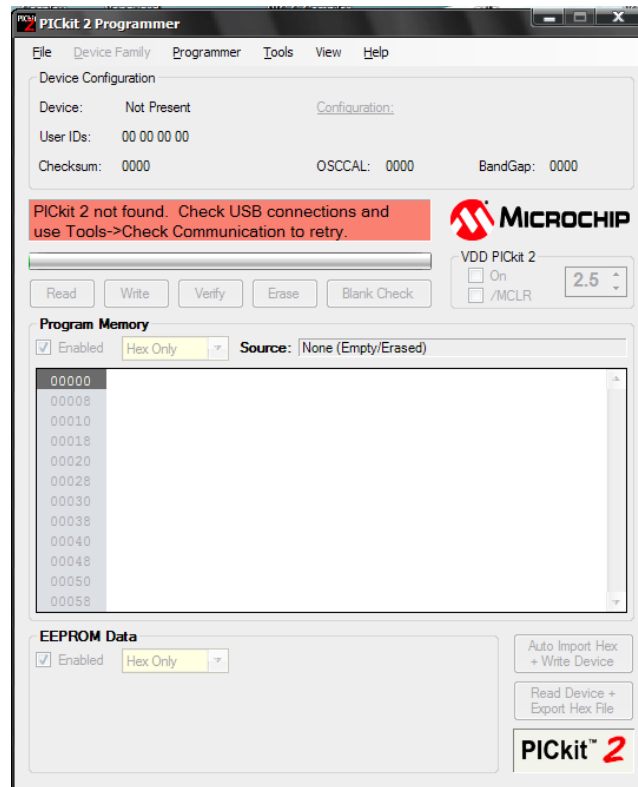 PICkit 2 Programmer
File Device Family Programmer Tools View Help
Device Configuration
Device: Not Present Configuration:
User IDs: 00 00 00 00
Checksum: 0000 OSCCAL: 0000 BandGap: 0000
PICkit 2 not found. Check USB connections and
use Tools->Check Communication to retry.
MICROCHIP
VDD PICkit 2
On
/MCLR
2.5
Read Write Verify Erase Blank Check
Program Memory
Enabled Hex Only Source: None (Empty/Erased)
00000
00008
00010
00018
00020
00028
00030
00038
00040
00048
00050
00058
EEPROM Data
Enabled Hex Only
Auto Import Hex
+ Write Device
Read Device +
Export Hex File
PICkit™ 2